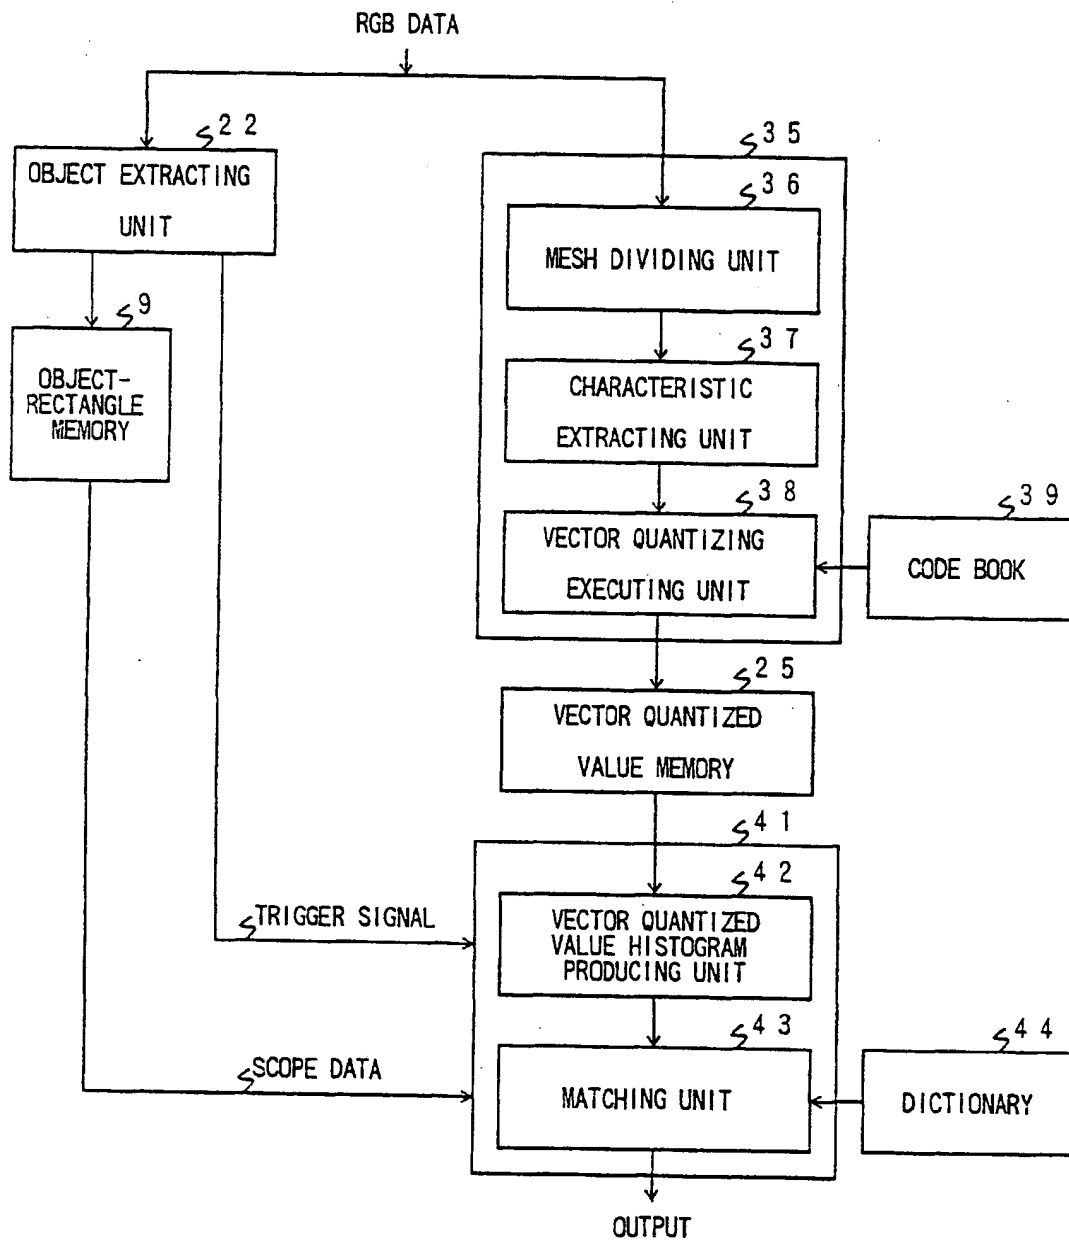 RGB DATA
22
OBJECT EXTRACTING
UNIT
9
OBJECT-
RECTANGLE
MEMORY
35
36
MESH DIVIDING UNIT
37
CHARACTERISTIC
EXTRACTING UNIT
38
VECTOR QUANTIZING
EXECUTING UNIT
39
CODE BOOK
25
VECTOR QUANTIZED
VALUE MEMORY
41
42
VECTOR QUANTIZED
VALUE HISTOGRAM
PRODUCING UNIT
TRIGGER SIGNAL
43
MATCHING UNIT
SCOPE DATA
44
DICTIONARY
OUTPUT